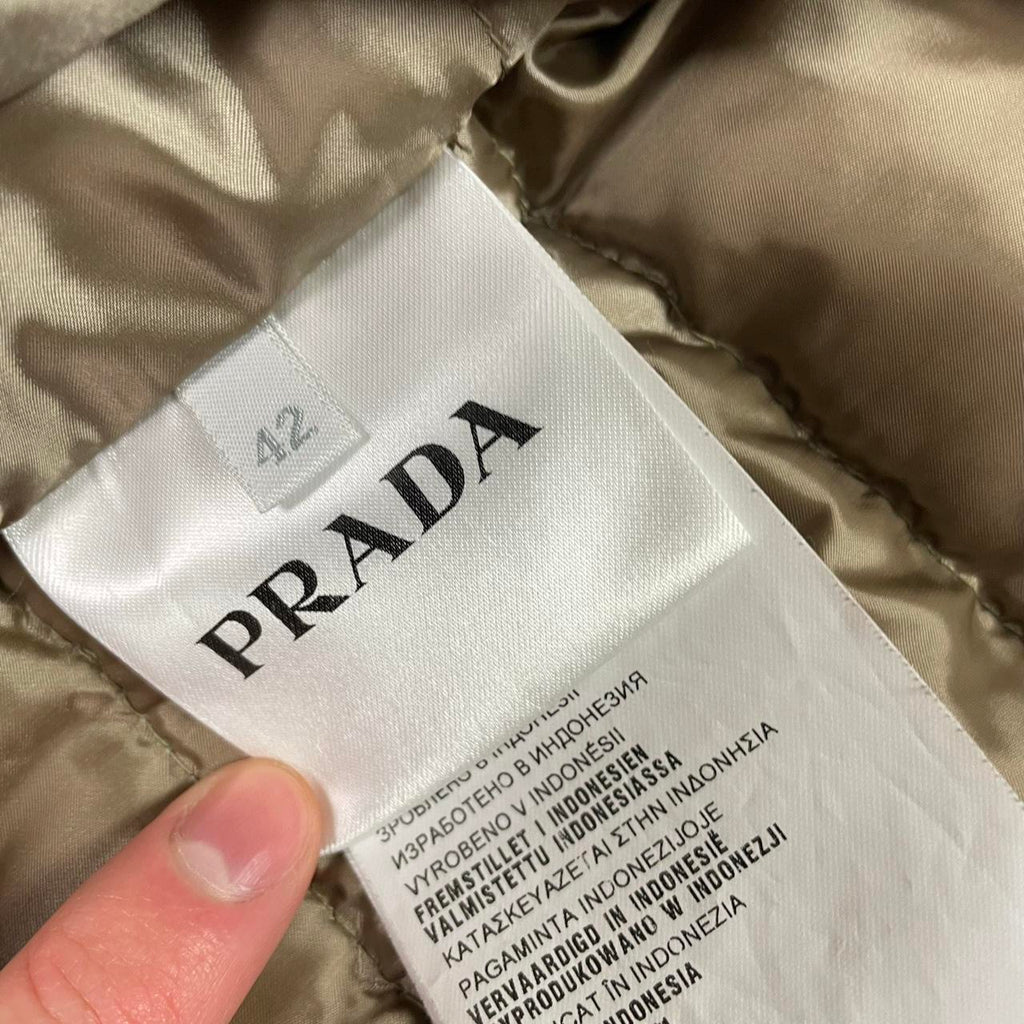 42.
PRADA
ЗРОБЛЕНО В ІНДОНЕЗІЇ
ИЗРАБОТЕНО В ИНДОНЕЗИЯ
VYROBENO V INDONÉSII
FREMSTILLET I INDONESIEN
VALMISTETTU INDONESIASSA
ΚΑΤΑΣΚΕΥΑΖΕΤΑΙ ΣΤΗΝ ΙΝΔΟΝΗΣΙΑ
PAGAMINTA INDONEZIJOJE
VERVAARDIGD IN INDONESIË
WYPRODUKOWANO W INDONEZJI
ÎN INDONEZIA
INDONESIA